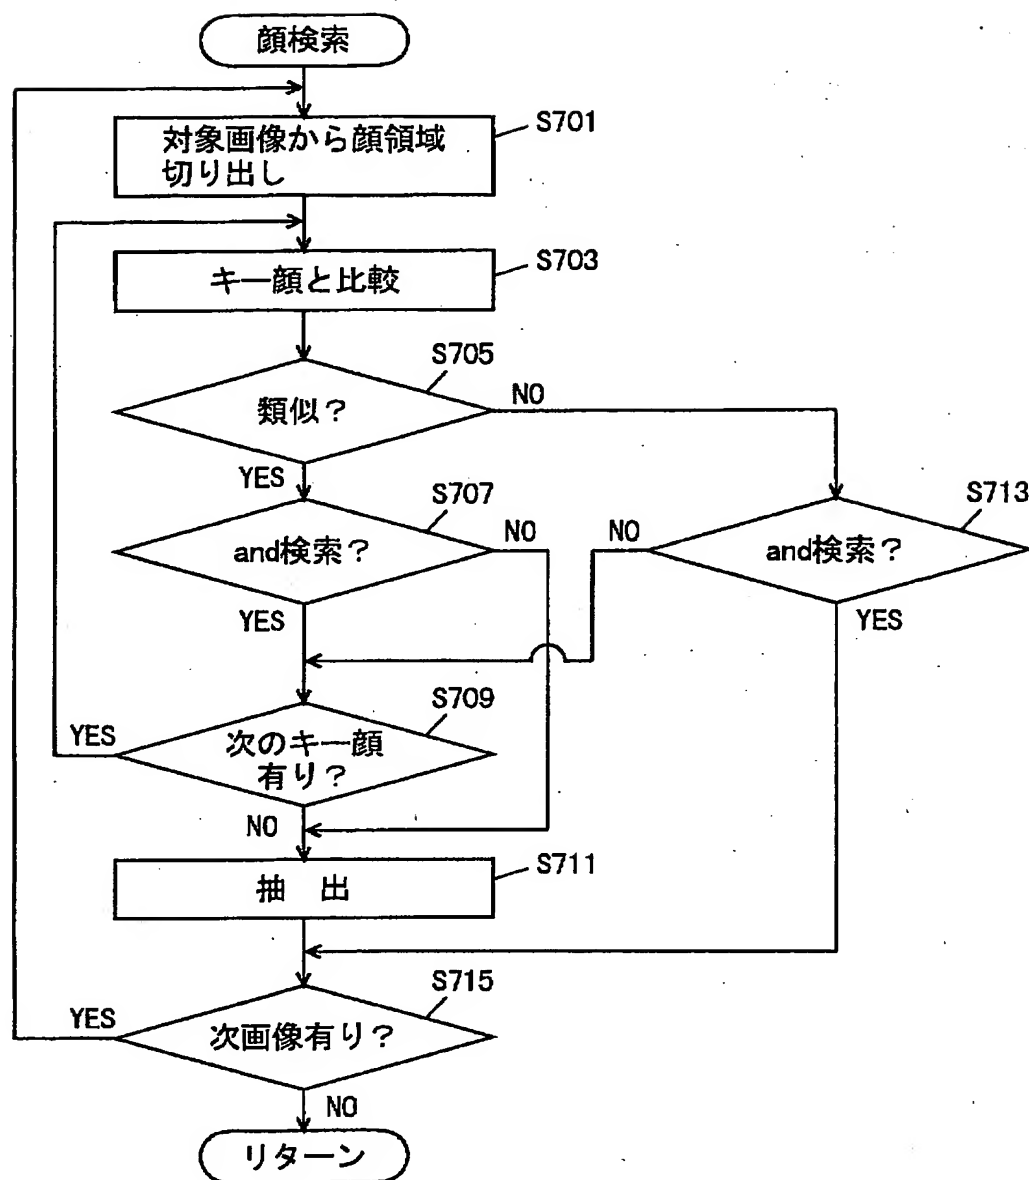 顔検索
対象画像から顔領域
切り出し
S701
キー顔と比較
S703
類似?
S705
NO
YES
and検索?
S707
NO
YES
NO
and検索?
S713
YES
次のキー顔
有り?
S709
YES
NO
抽 出
S711
次画像有り?
S715
YES
NO
リターン